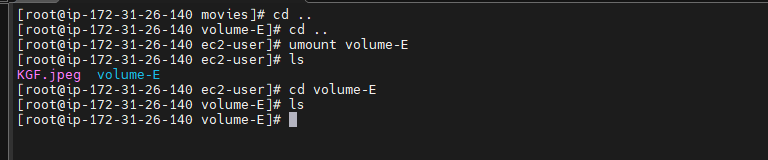 [root@ip-172-31-26-140 movies]# cd ..
[root@ip-172-31-26-140 volume-E]# cd ..
[root@ip-172-31-26-140 ec2-user]# umount volume-E
[root@ip-172-31-26-140 ec2-user]# ls
KGF.jpeg  volume-E
[root@ip-172-31-26-140 ec2-user]# cd volume-E
[root@ip-172-31-26-140 volume-E]# ls
[root@ip-172-31-26-140 volume-E]#